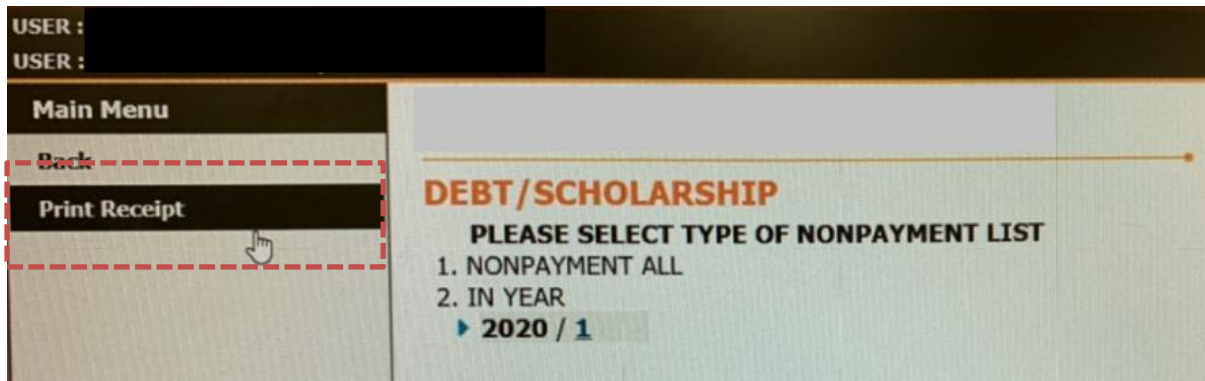 USER :
USER :
Main Menu
Back
Print Receipt
DEBT/SCHOLARSHIP
PLEASE SELECT TYPE OF NONPAYMENT LIST
1. NONPAYMENT ALL
2. IN YEAR
2020 / 1